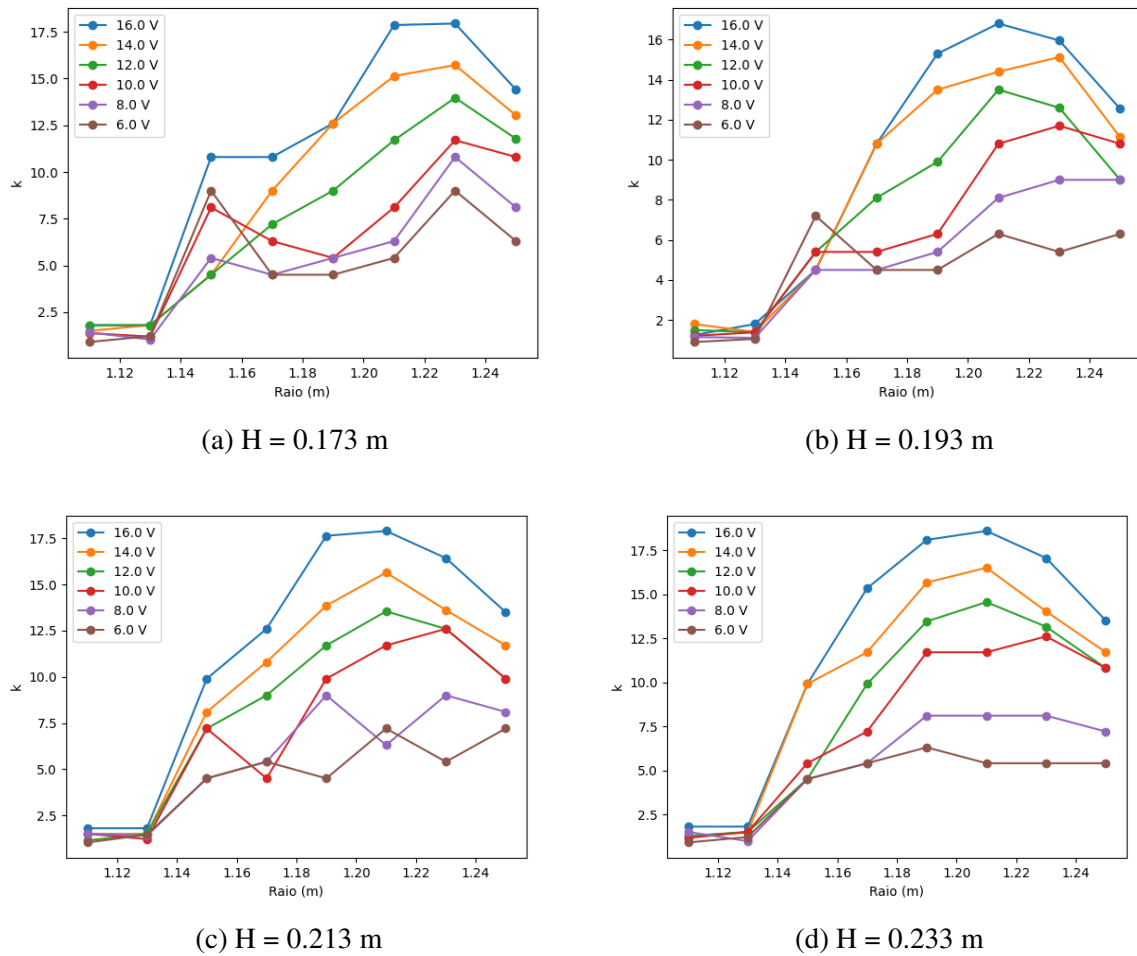 17.5
15.0
12.5
10.0
7.5
5.0
2.5
k
16.0 V
14.0 V
12.0 V
10.0 V
8.0 V
6.0 V
1.12 1.14 1.16 1.18 1.20 1.22 1.24
Raio (m)
(a) H = 0.173 m
16
14
12
10
8
6
4
2
k
16.0 V
14.0 V
12.0 V
10.0 V
8.0 V
6.0 V
1.12 1.14 1.16 1.18 1.20 1.22 1.24
Raio (m)
(b) H = 0.193 m
17.5
15.0
12.5
10.0
7.5
5.0
2.5
k
16.0 V
14.0 V
12.0 V
10.0 V
8.0 V
6.0 V
1.12 1.14 1.16 1.18 1.20 1.22 1.24
Raio (m)
(c) H = 0.213 m
17.5
15.0
12.5
10.0
7.5
5.0
2.5
k
16.0 V
14.0 V
12.0 V
10.0 V
8.0 V
6.0 V
1.12 1.14 1.16 1.18 1.20 1.22 1.24
Raio (m)
(d) H = 0.233 m